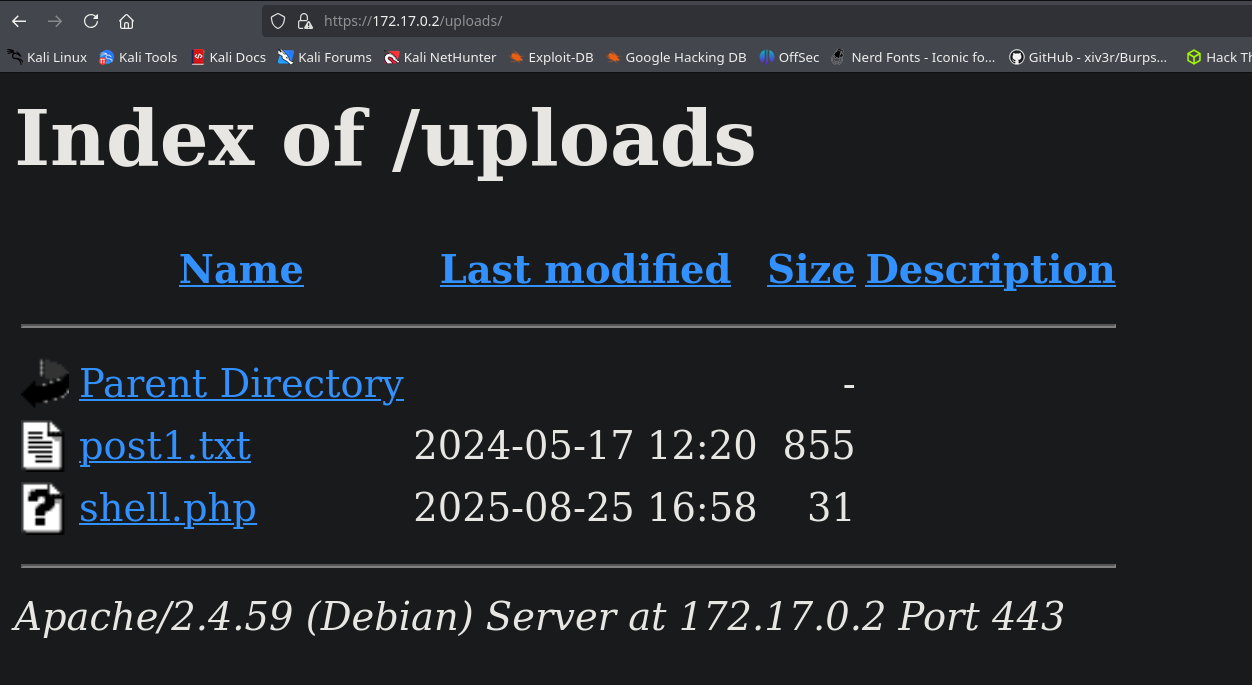 https://172.17.0.2/uploads/
Kali Linux Kali Tools Kali Docs Kali Forums Kali NetHunter Exploit-DB Google Hacking DB OffSec Nerd Fonts - Iconic fo... GitHub - xiv3r/Burps... Hack Th
Index of /uploads
Name Last modified Size Description
Parent Directory -
post1.txt 2024-05-17 12:20 855
shell.php 2025-08-25 16:58 31
Apache/2.4.59 (Debian) Server at 172.17.0.2 Port 443